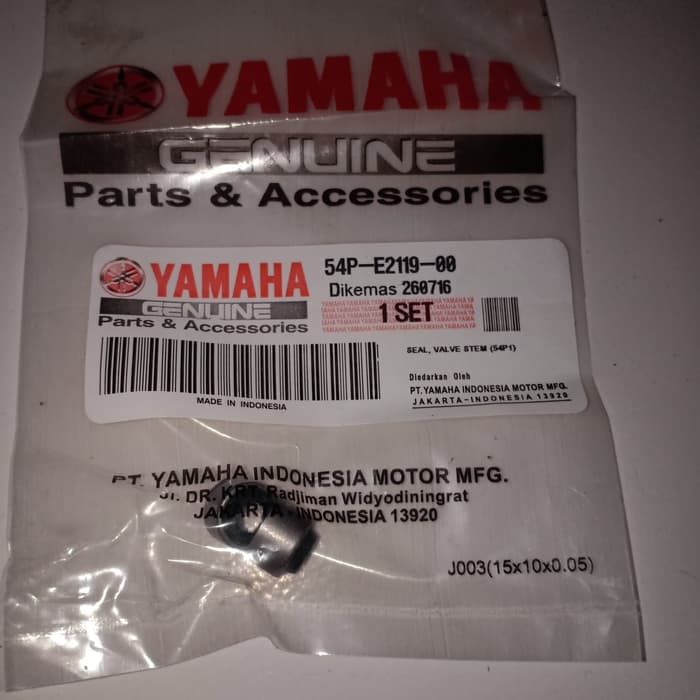 YAMAHA
GENUINE
Parts & Accessories
YAMAHA
GENUINE
Parts & Accessories
54P-E2119-00
Dikemas 260716
1 SET
SEAL, VALVE STEM (54P1)
Diedarkan Oleh
PT. YAMAHA INDONESIA MOTOR MFG.
JAKARTA-INDONESIA 13920
MADE IN INDONESIA
PT. YAMAHA INDONESIA MOTOR MFG.
Jl. DR. KRT. Radjiman Widyodiningrat
JAKARTA - INDONESIA 13920
J003(15x10x0.05)